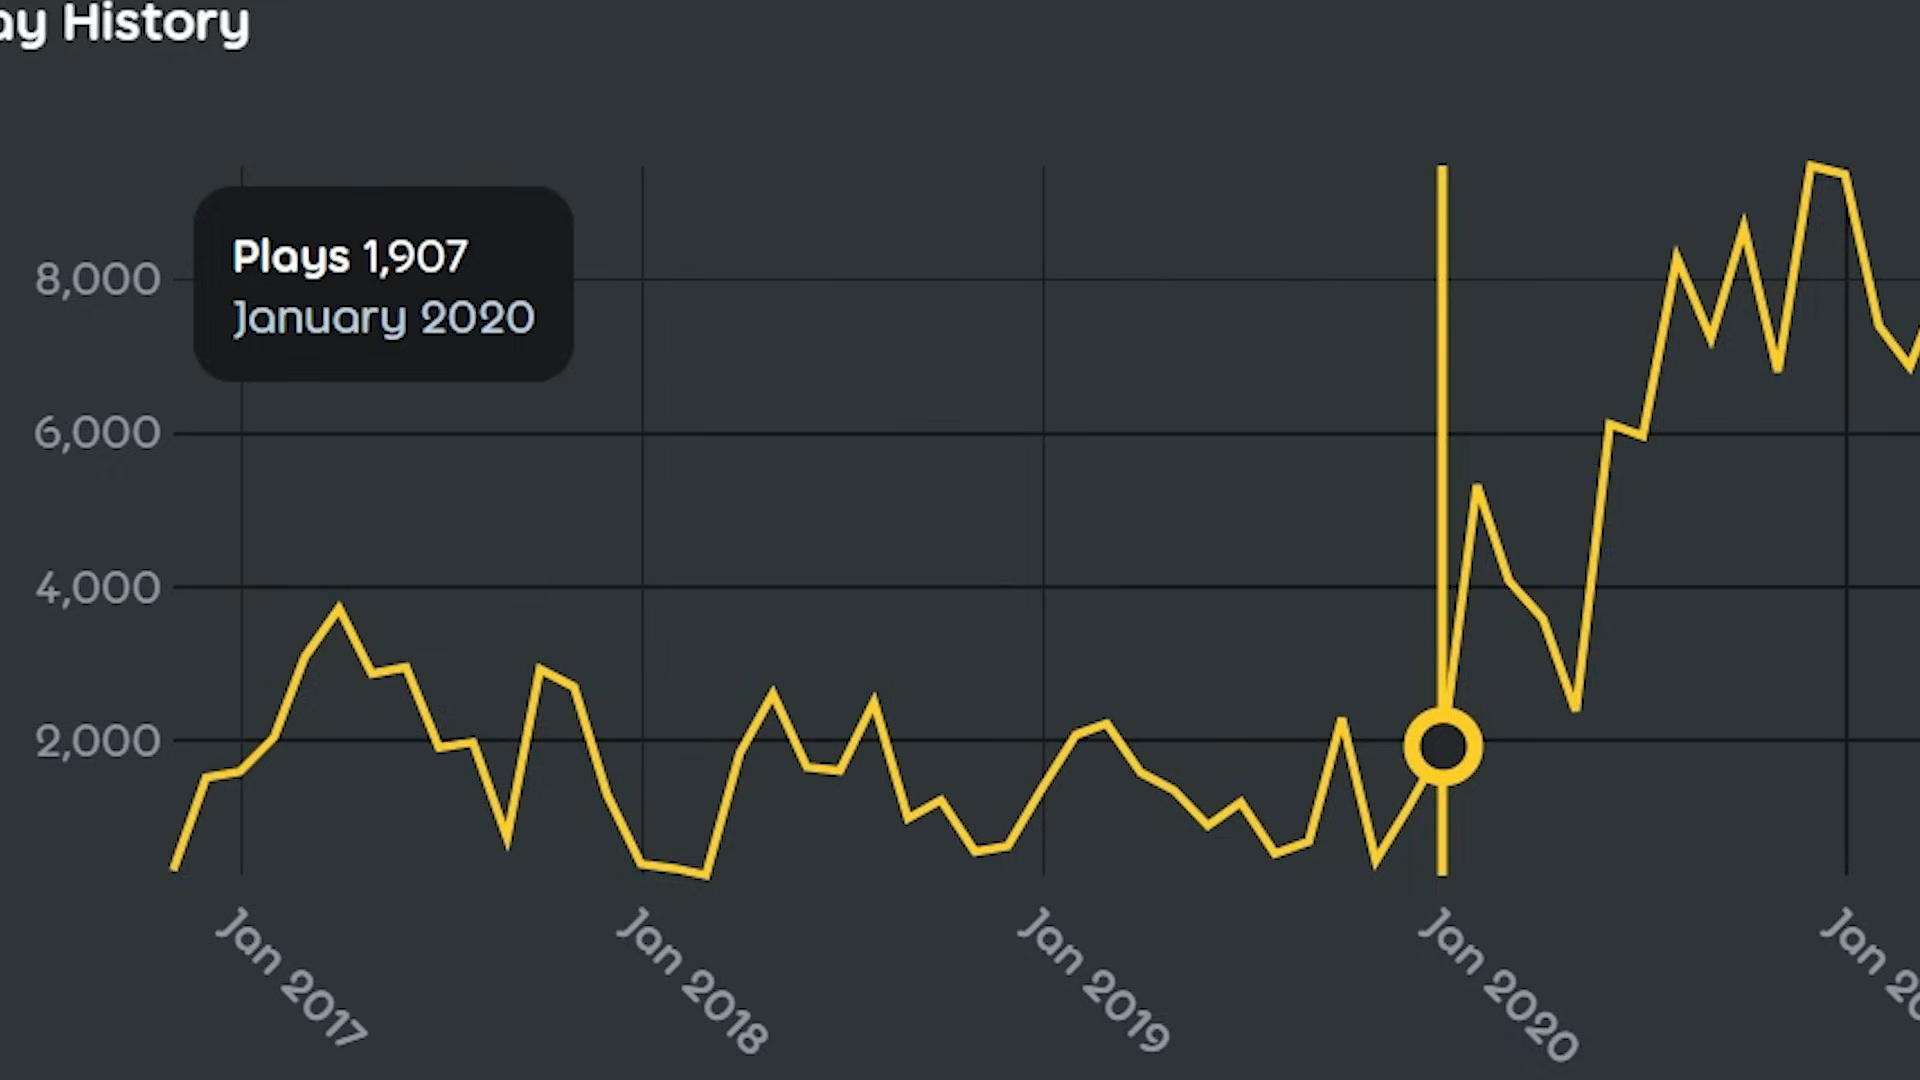 ay History
Plays 1,907
January 2020
8,000
6,000
4,000
2,000
Jan 2017
Jan 2018
Jan 2019
Jan 2020
Jan 20